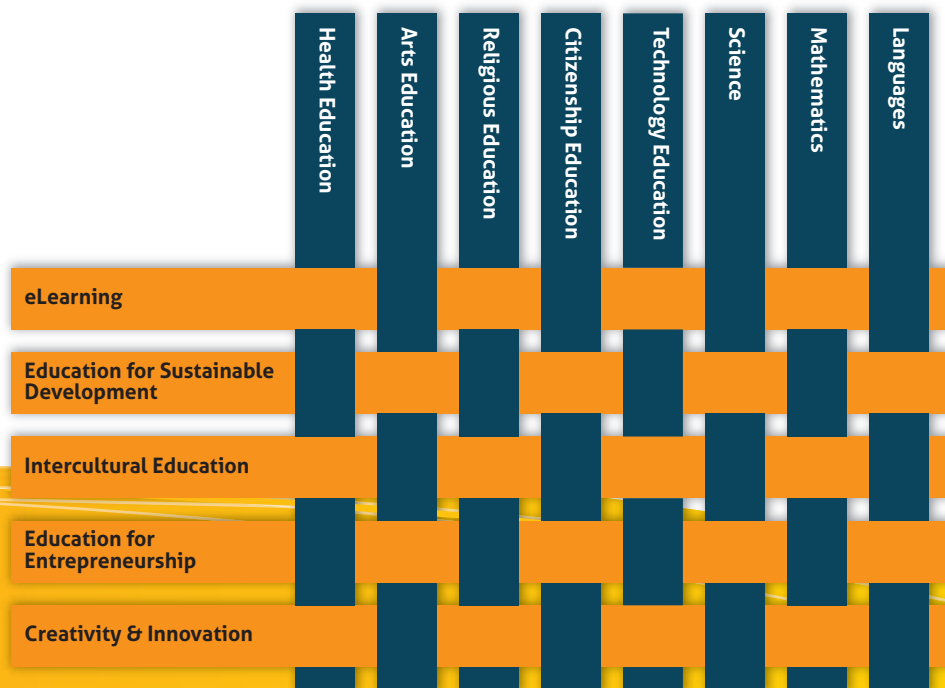 Health Education
Arts Education
Religious Education
Citizenship Education
Technology Education
Science
Mathematics
Languages
eLearning
Education for Sustainable
Development
Intercultural Education
Education for
Entrepreneurship
Creativity & Innovation